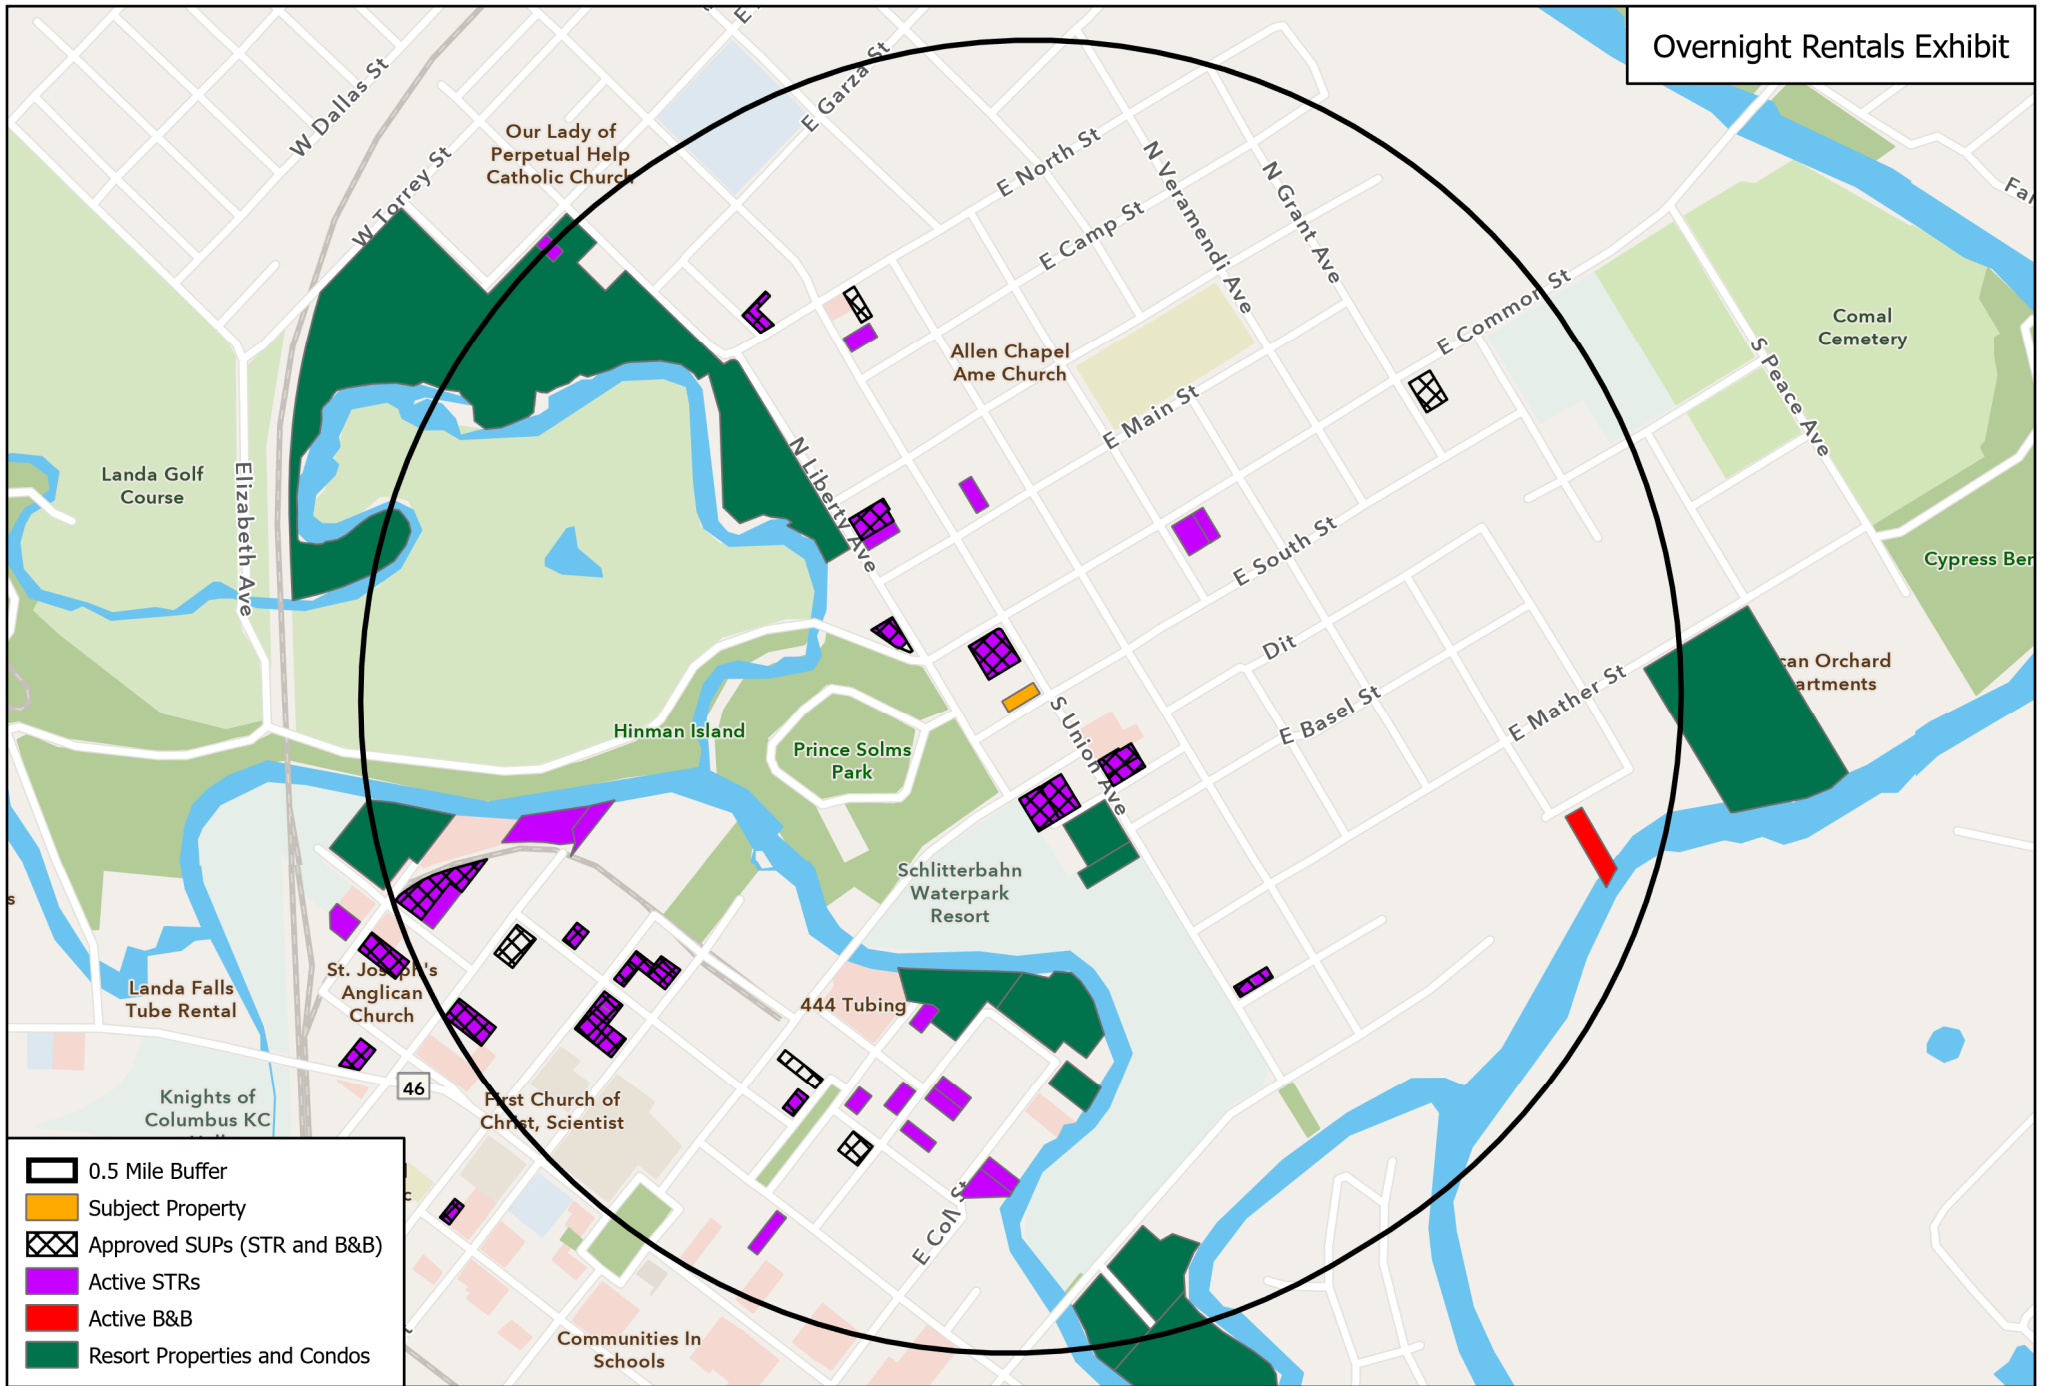 Overnight Rentals Exhibit
W Dallas St
E Garza St
Our Lady of
Perpetual Help
Catholic Church
W Torrey St
E North St
N Veramendi Ave
N Grant Ave
E Camp St
E Common St
Comal
Cemetery
S Peace Ave
Allen Chapel
Ame Church
E Main St
N Liberty Ave
Landa Golf
Course
Elizabeth Ave
E South St
Cypress Ber
Dit
can Orchard
artments
E Basel St
E Mather St
S Union Ave
Hinman Island
Prince Solms
Park
Schlitterbahn
Waterpark
Resort
St. Joseph's
Anglican
Church
Landa Falls
Tube Rental
444 Tubing
46
Knights of
Columbus KC
First Church of
Christ, Scientist
E Coll St
Communities In
Schools
0.5 Mile Buffer
Subject Property
Approved SUPs (STR and B&B)
Active STRs
Active B&B
Resort Properties and Condos